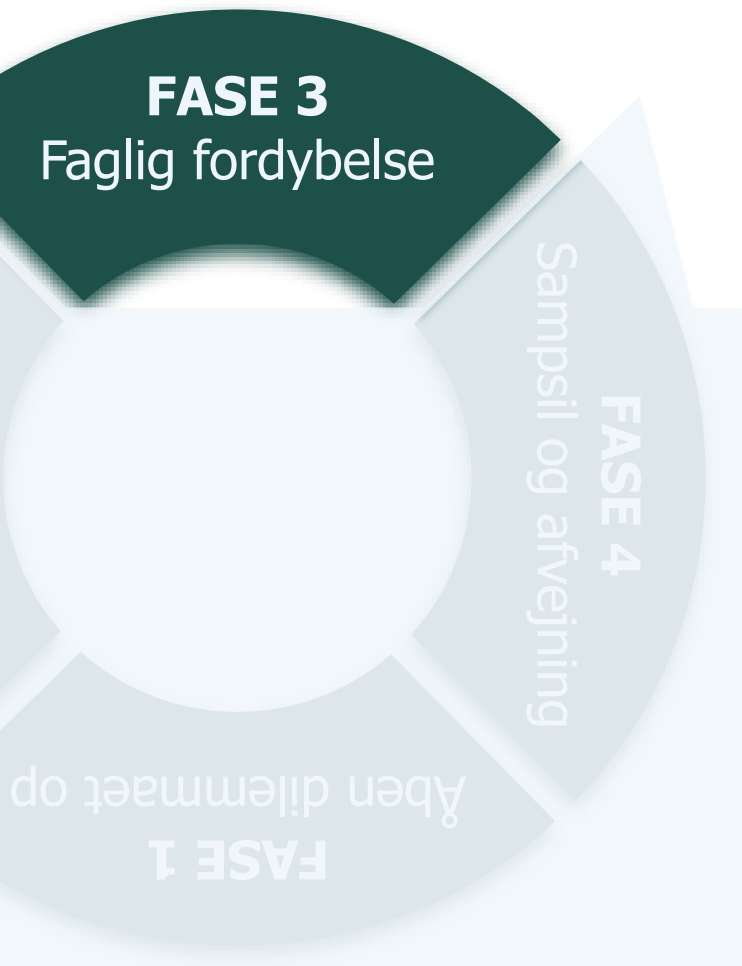 FASE 3
Faglig fordybelse
FASE 4
Sampsil og afvejning
FASE 1
Åben dilemmaet op